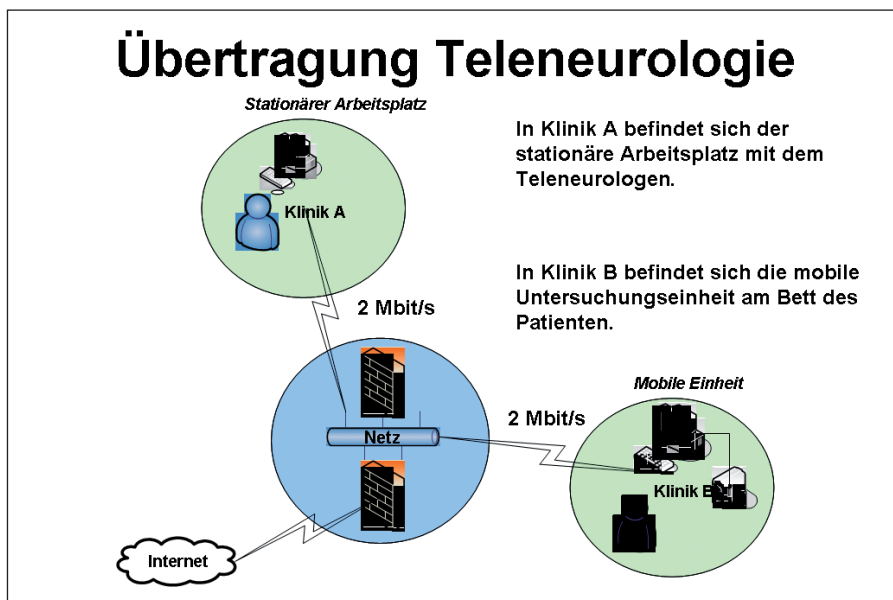 Übertragung Teleneurologie
Stationärer Arbeitsplatz
In Klinik A befindet sich der
stationäre Arbeitsplatz mit dem
Teleneurologen.
Klinik A
In Klinik B befindet sich die mobile
Untersuchungseinheit am Bett des
Patienten.
2 Mbit/s
Mobile Einheit
2 Mbit/s
Netz
Klinik B
Internet